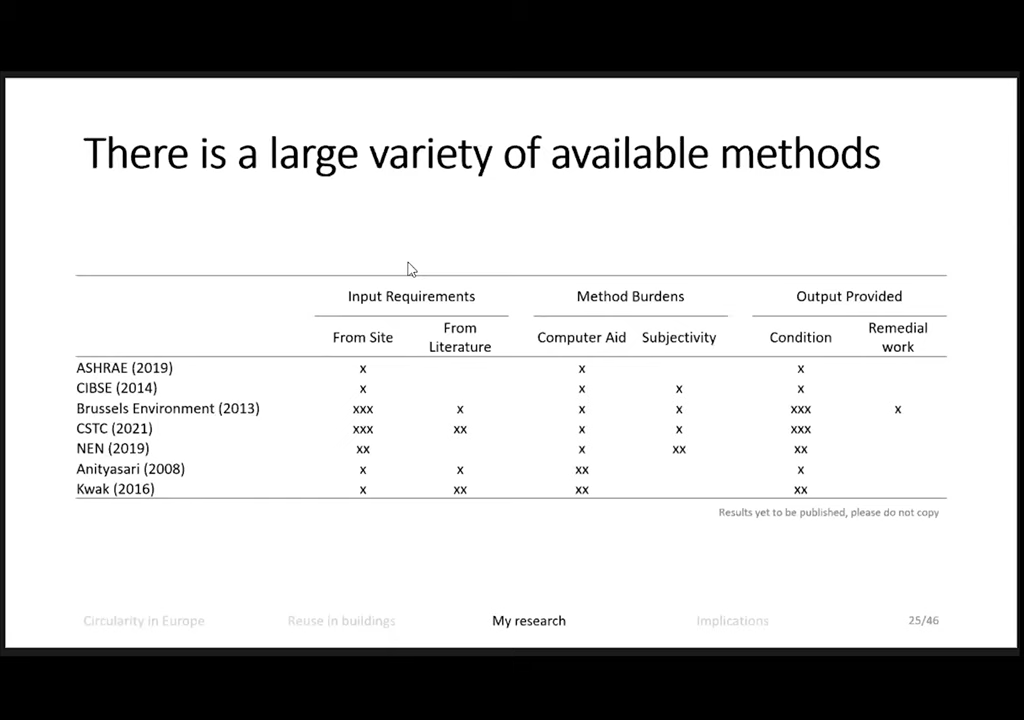 There is a large variety of available methods
Input Requirements Method Burdens Output Provided
From Site From Literature Computer Aid Subjectivity Condition Remedial work
ASHRAE (2019) x x x
CIBSE (2014) x x x x
Brussels Environment (2013) xxx x x x xxx x
CSTC (2021) xxx xx x x xxx
NEN (2019) xx x xx xx
Anityasari (2008) x x xx x
Kwak (2016) x xx xx xx
Results yet to be published, please do not copy
Circularity in Europe Reuse in buildings My research Implications 25/46